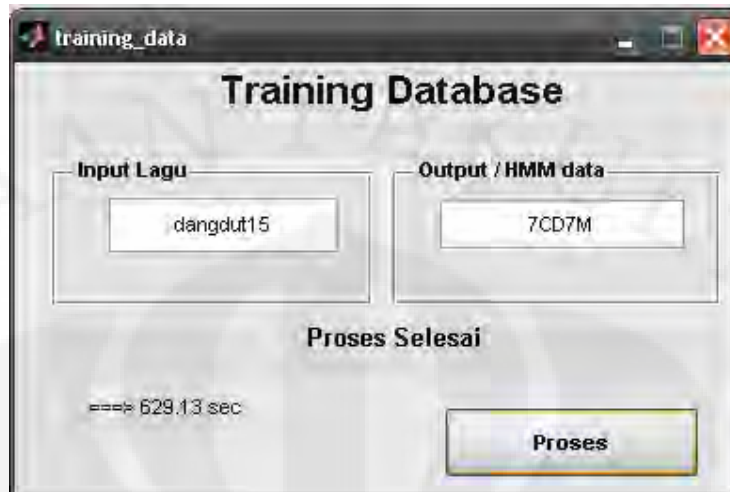 training_data
Training Database
Input Lagu
Output / HMM data
dangdut15
7CD7M
Proses Selesai
===> 629.13 sec
Proses